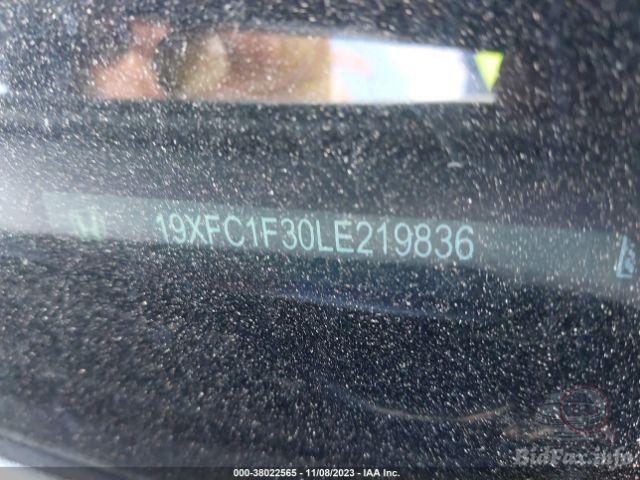 19XFC1F30LE219836
BidFax.info
000-38022565 - 11/08/2023 - IAA Inc.